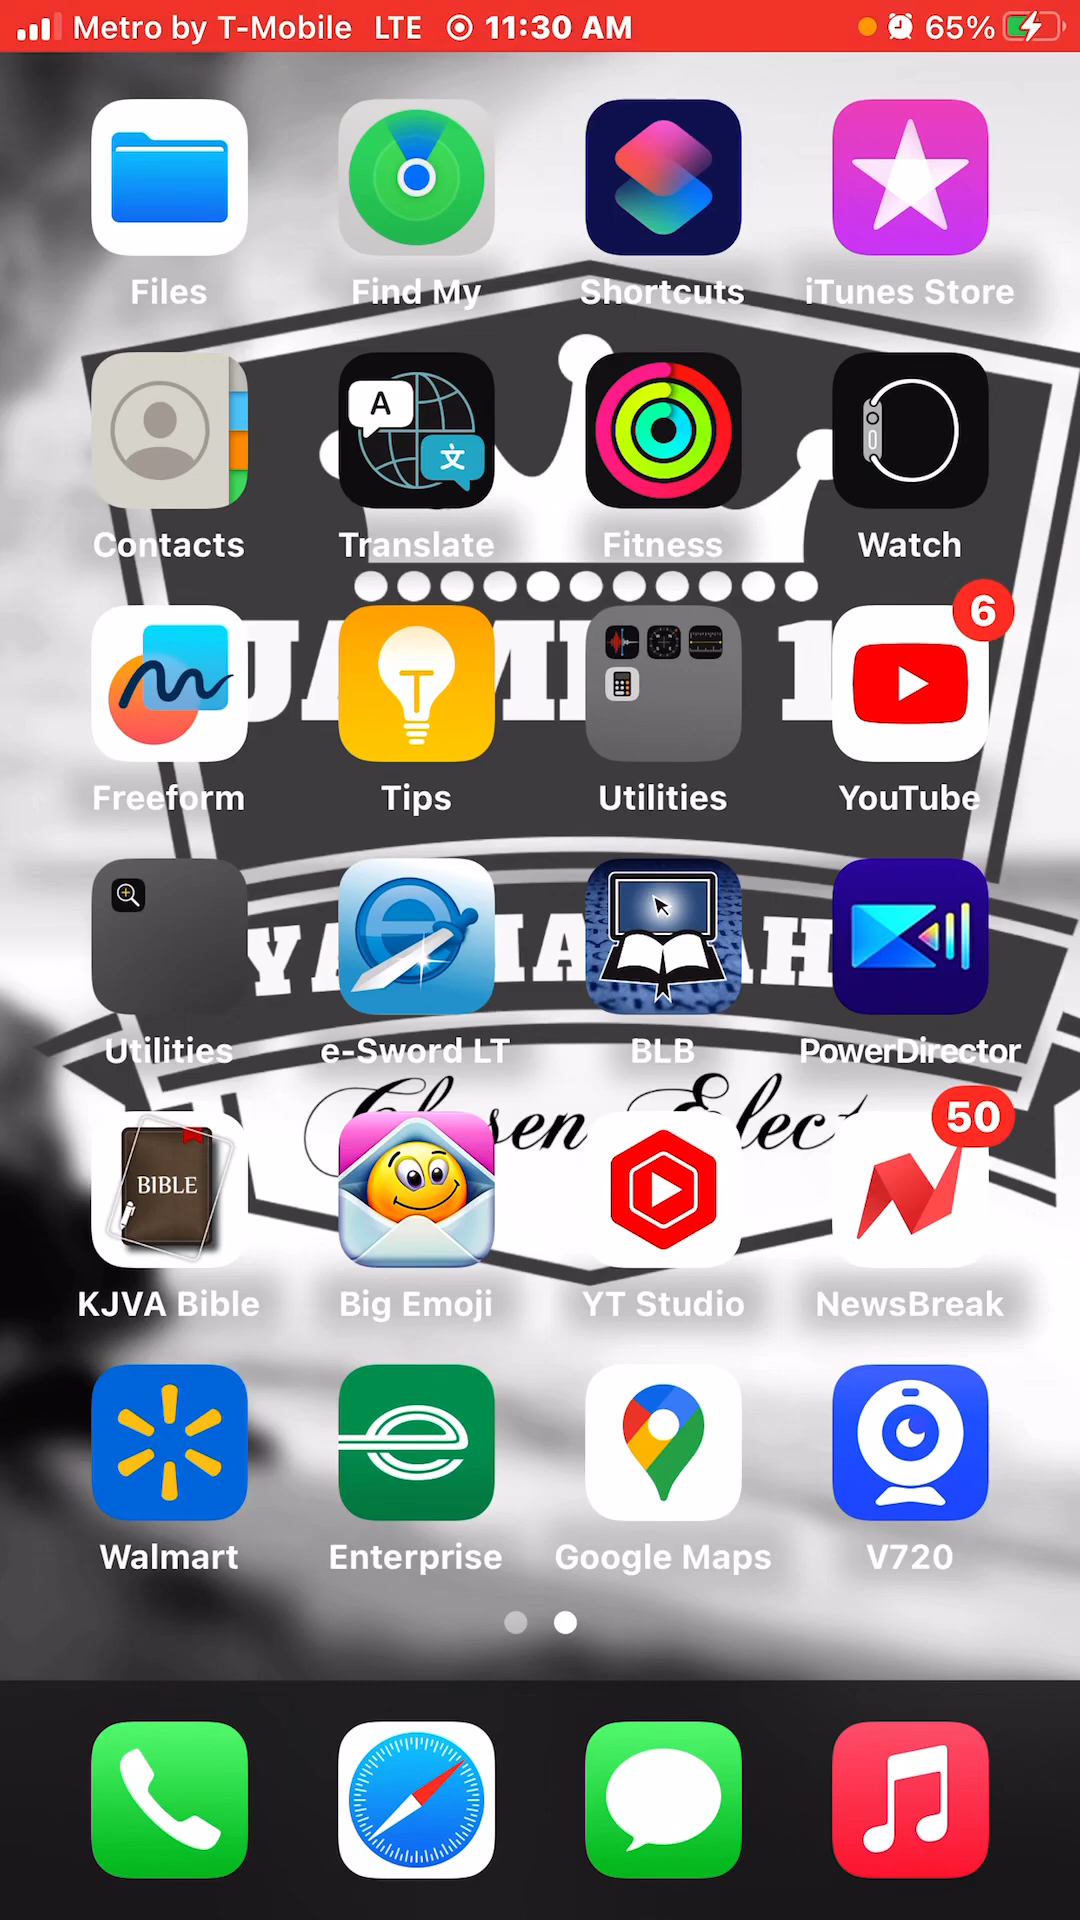 Metro by T-Mobile LTE 11:30 AM 65%
Files Find My Shortcuts iTunes Store
A 文
Contacts Translate Fitness Watch
6
Freeform Tips Utilities YouTube
Utilities e-Sword LT BLB PowerDirector
50
BIBLE
KJVA Bible Big Emoji YT Studio NewsBreak
Walmart Enterprise Google Maps V720